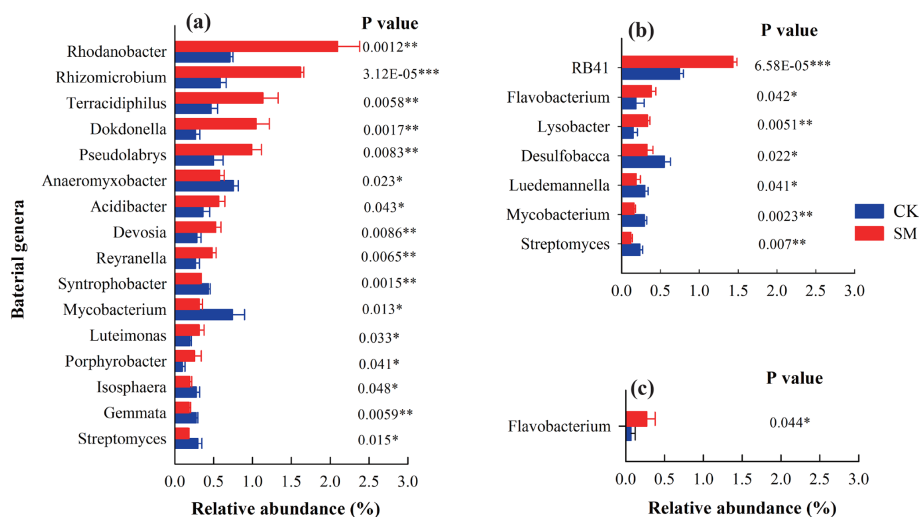 (a)
P value
Baterial genera
Rhodanobacter 0.0012**
Rhizomicrobium 3.12E-05***
Terracidiphilus 0.0058**
Dokdonella 0.0017**
Pseudolabrys 0.0083**
Anaeromyxobacter 0.023*
Acidibacter 0.043*
Devosia 0.0086**
Reyranella 0.0065**
Syntrophobacter 0.0015**
Mycobacterium 0.013*
Luteimonas 0.033*
Porphyrobacter 0.041*
Isosphaera 0.048*
Gemmata 0.0059**
Streptomyces 0.015*
0.0 0.5 1.0 1.5 2.0 2.5 3.0
Relative abundance (%)
(b)
P value
RB41 6.58E-05***
Flavobacterium 0.042*
Lysobacter 0.0051**
Desulfobacca 0.022*
Luedemannella 0.041*
Mycobacterium 0.0023**
Streptomyces 0.007**
0.0 0.5 1.0 1.5 2.0 2.5 3.0
CK
SM
(c)
P value
Flavobacterium 0.044*
0.0 0.5 1.0 1.5 2.0 2.5 3.0
Relative abundance (%)